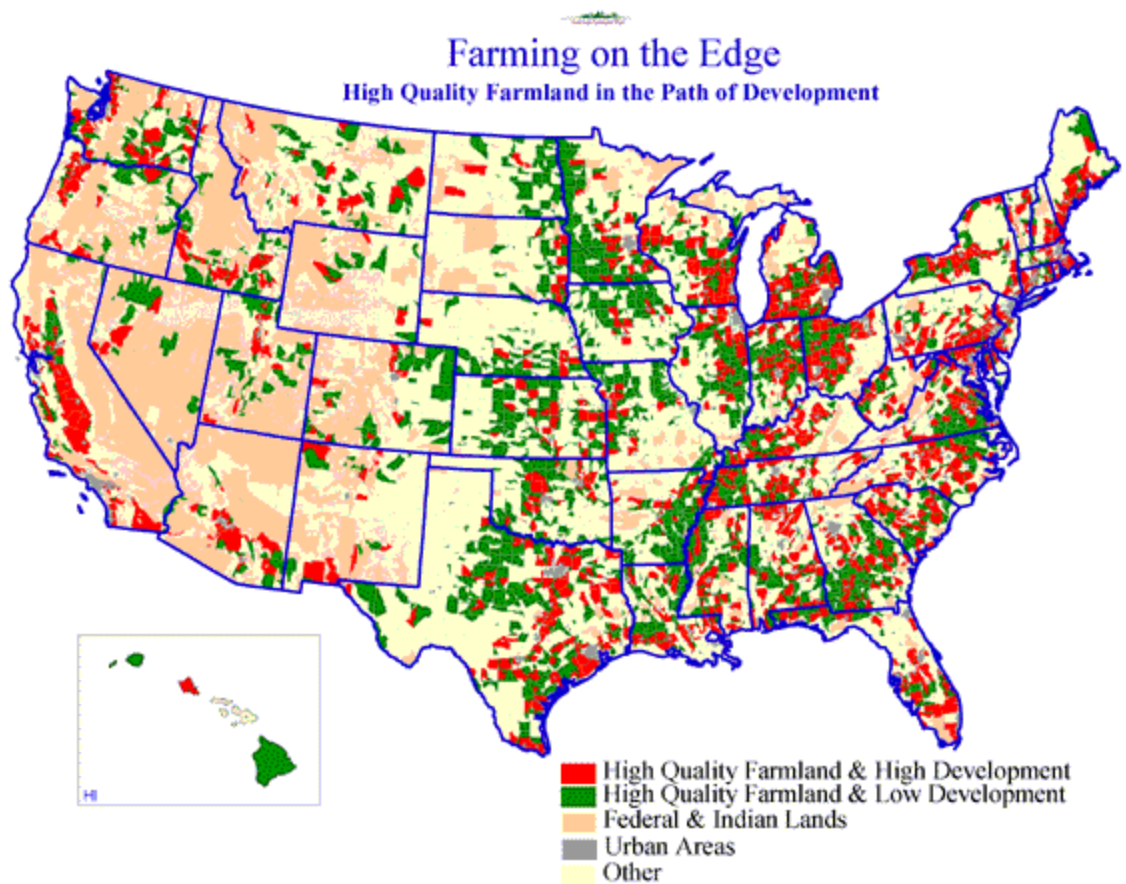 Farming on the Edge
High Quality Farmland in the Path of Development
HI
High Quality Farmland & High Development
High Quality Farmland & Low Development
Federal & Indian Lands
Urban Areas
Other